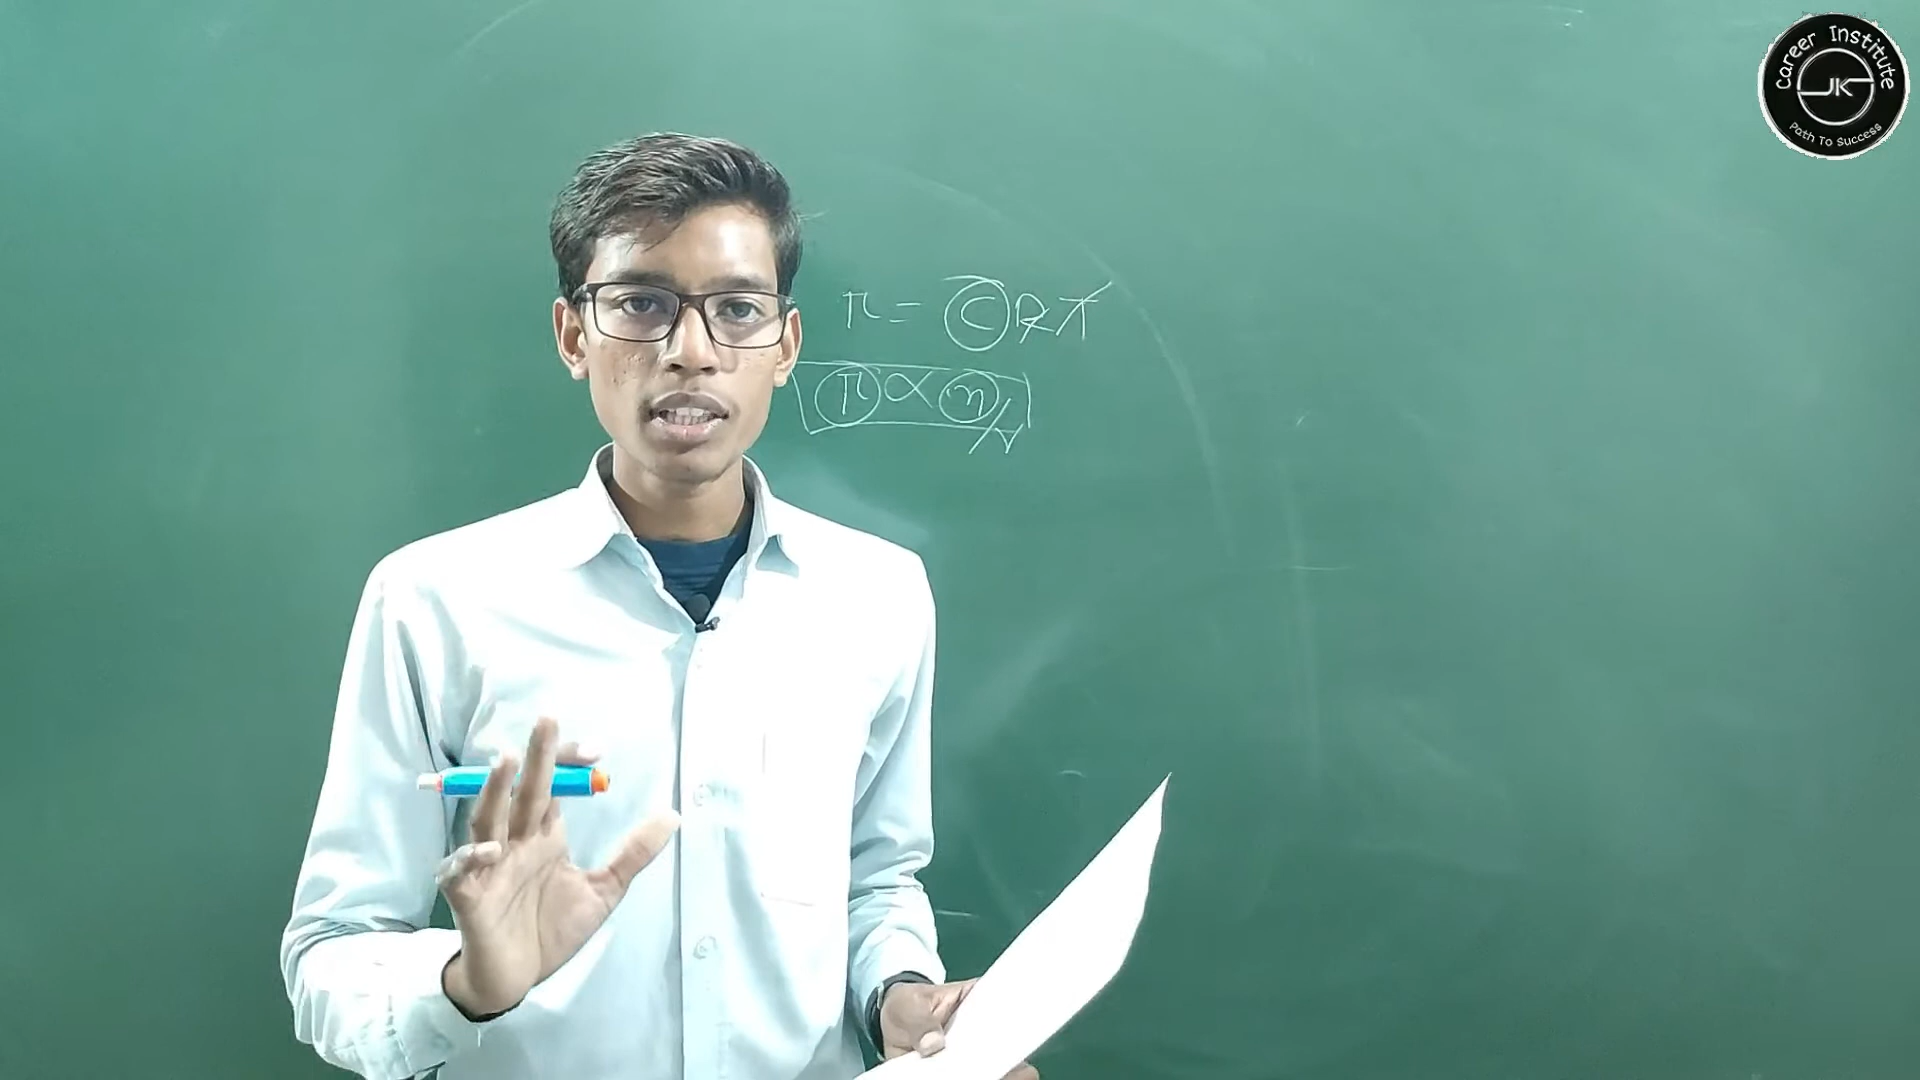 π = CRT
π ∝ n
Career Institute
JK
Path To Success